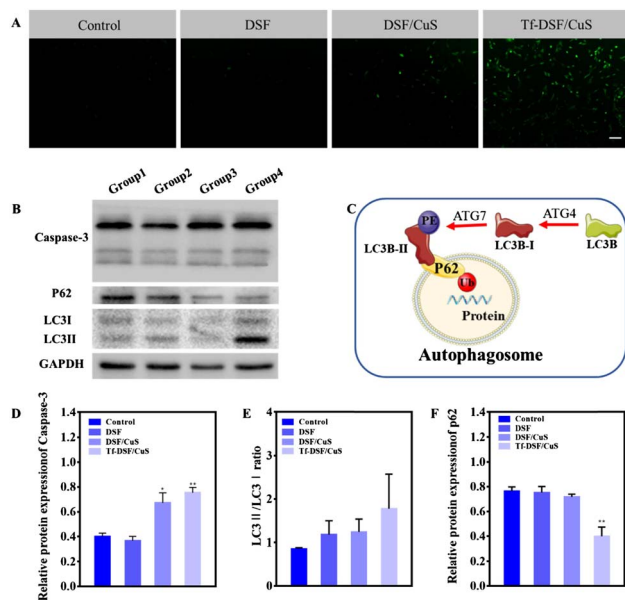 A
Control
DSF
DSF/CuS
Tf-DSF/CuS
B
Group1
Group2
Group3
Group4
Caspase-3
P62
LC3I
LC3II
GAPDH
C
PE
ATG7
ATG4
LC3B-II
LC3B-I
LC3B
P62
Ub
Protein
Autophagosome
D
Relative protein expressionof Caspase-3
1.4
1.2
1.0
0.8
0.6
0.4
0.2
0.0
Control
DSF
DSF/CuS
Tf-DSF/CuS
*
**
E
LC3Ⅱ/LC3Ⅰ ratio
4
3
2
1
0
Control
DSF
DSF/CuS
Tf-DSF/CuS
F
Relative protein expressionof p62
1.4
1.2
1.0
0.8
0.6
0.4
0.2
0.0
Control
DSF
DSF/CuS
Tf-DSF/CuS
**